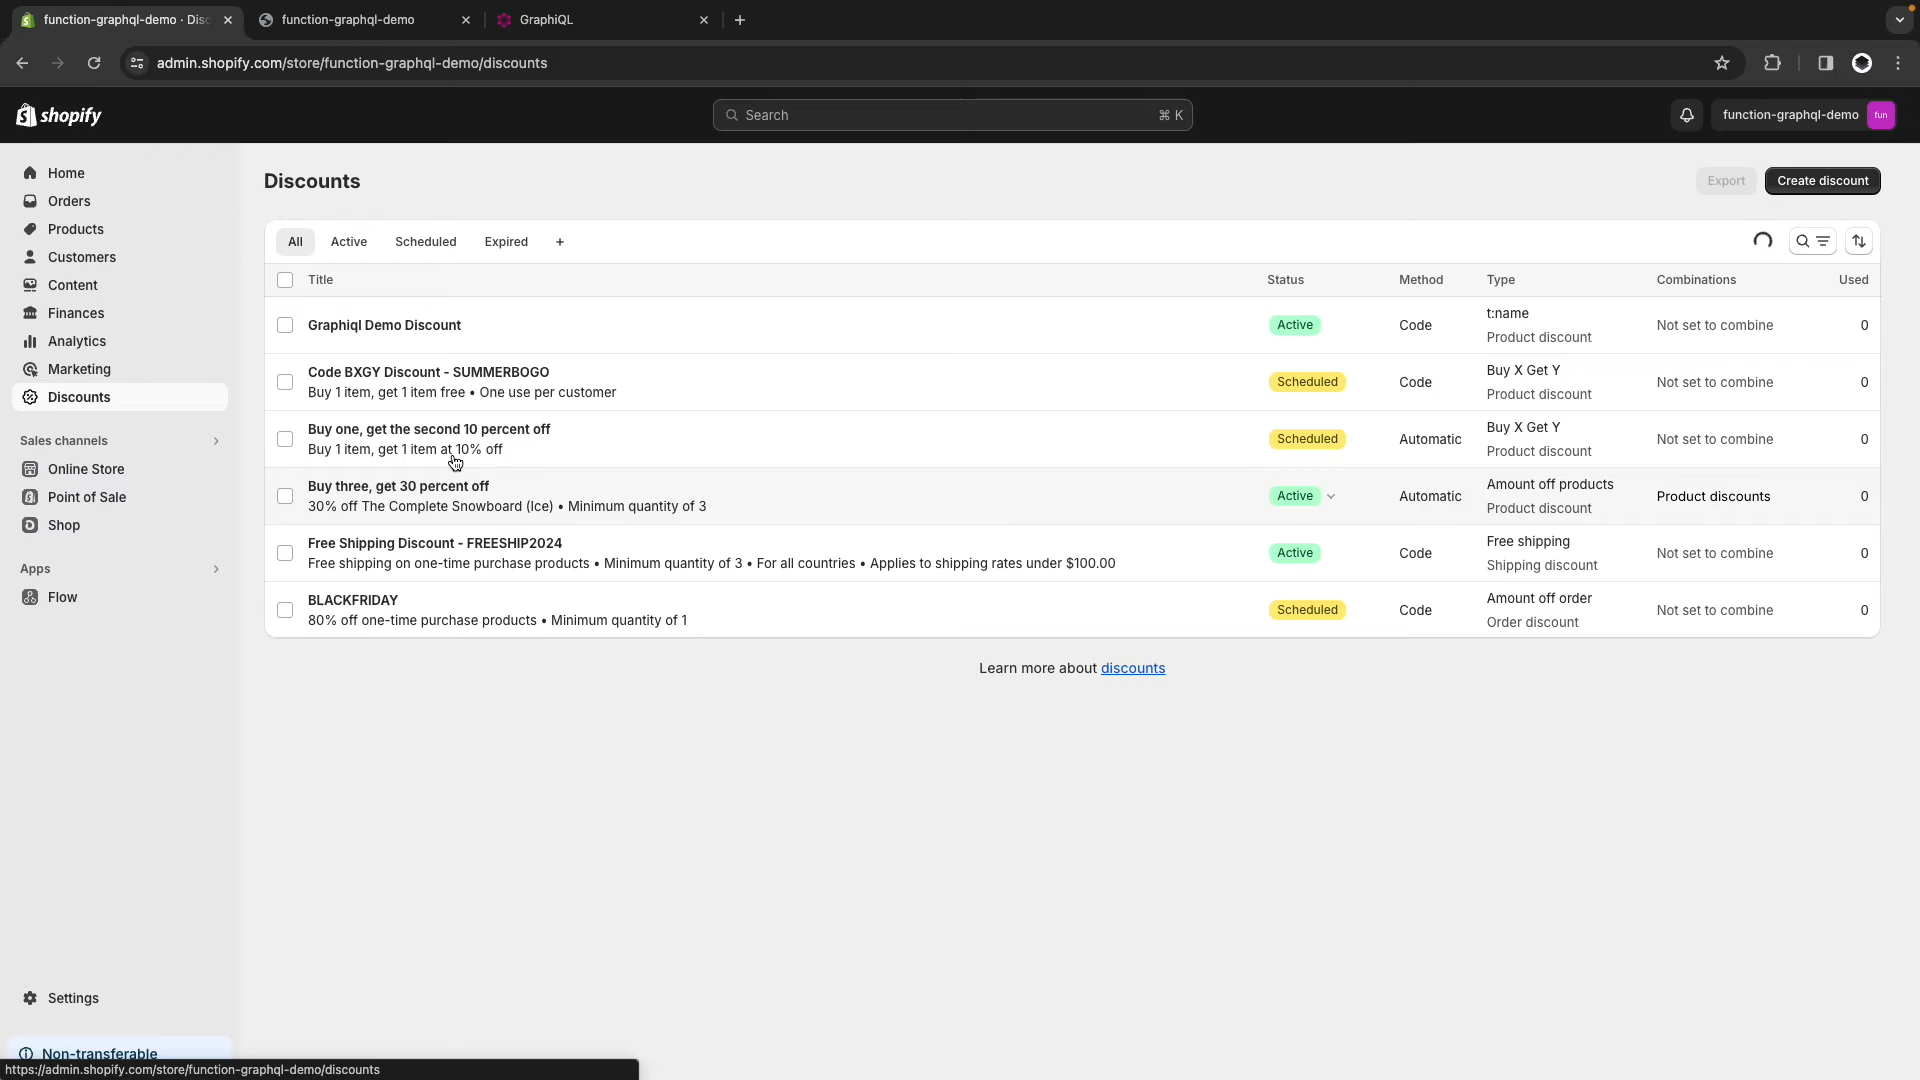 function-graphql-demo · Disc
function-graphql-demo
GraphiQL
admin.shopify.com/store/function-graphql-demo/discounts
shopify
Search
⌘ K
function-graphql-demo
fun
Home
Orders
Products
Customers
Content
Finances
Analytics
Marketing
Discounts
Sales channels
Online Store
Point of Sale
Shop
Apps
Flow
Settings
Non-transferable
https://admin.shopify.com/store/function-graphql-demo/discounts
Discounts
Export
Create discount
All Active Scheduled Expired +
Title Status Method Type Combinations Used
Graphiql Demo Discount Active Code t:name Not set to combine 0
Product discount
Code BXGY Discount - SUMMERBOGO Scheduled Code Buy X Get Y Not set to combine 0
Buy 1 item, get 1 item free • One use per customer Product discount
Buy one, get the second 10 percent off Scheduled Automatic Buy X Get Y Not set to combine 0
Buy 1 item, get 1 item at 10% off Product discount
Buy three, get 30 percent off Active Automatic Amount off products Product discounts 0
30% off The Complete Snowboard (Ice) • Minimum quantity of 3 Product discount
Free Shipping Discount - FREESHIP2024 Active Code Free shipping Not set to combine 0
Free shipping on one-time purchase products • Minimum quantity of 3 • For all countries • Applies to shipping rates under $100.00 Shipping discount
BLACKFRIDAY Scheduled Code Amount off order Not set to combine 0
80% off one-time purchase products • Minimum quantity of 1 Order discount
Learn more about discounts